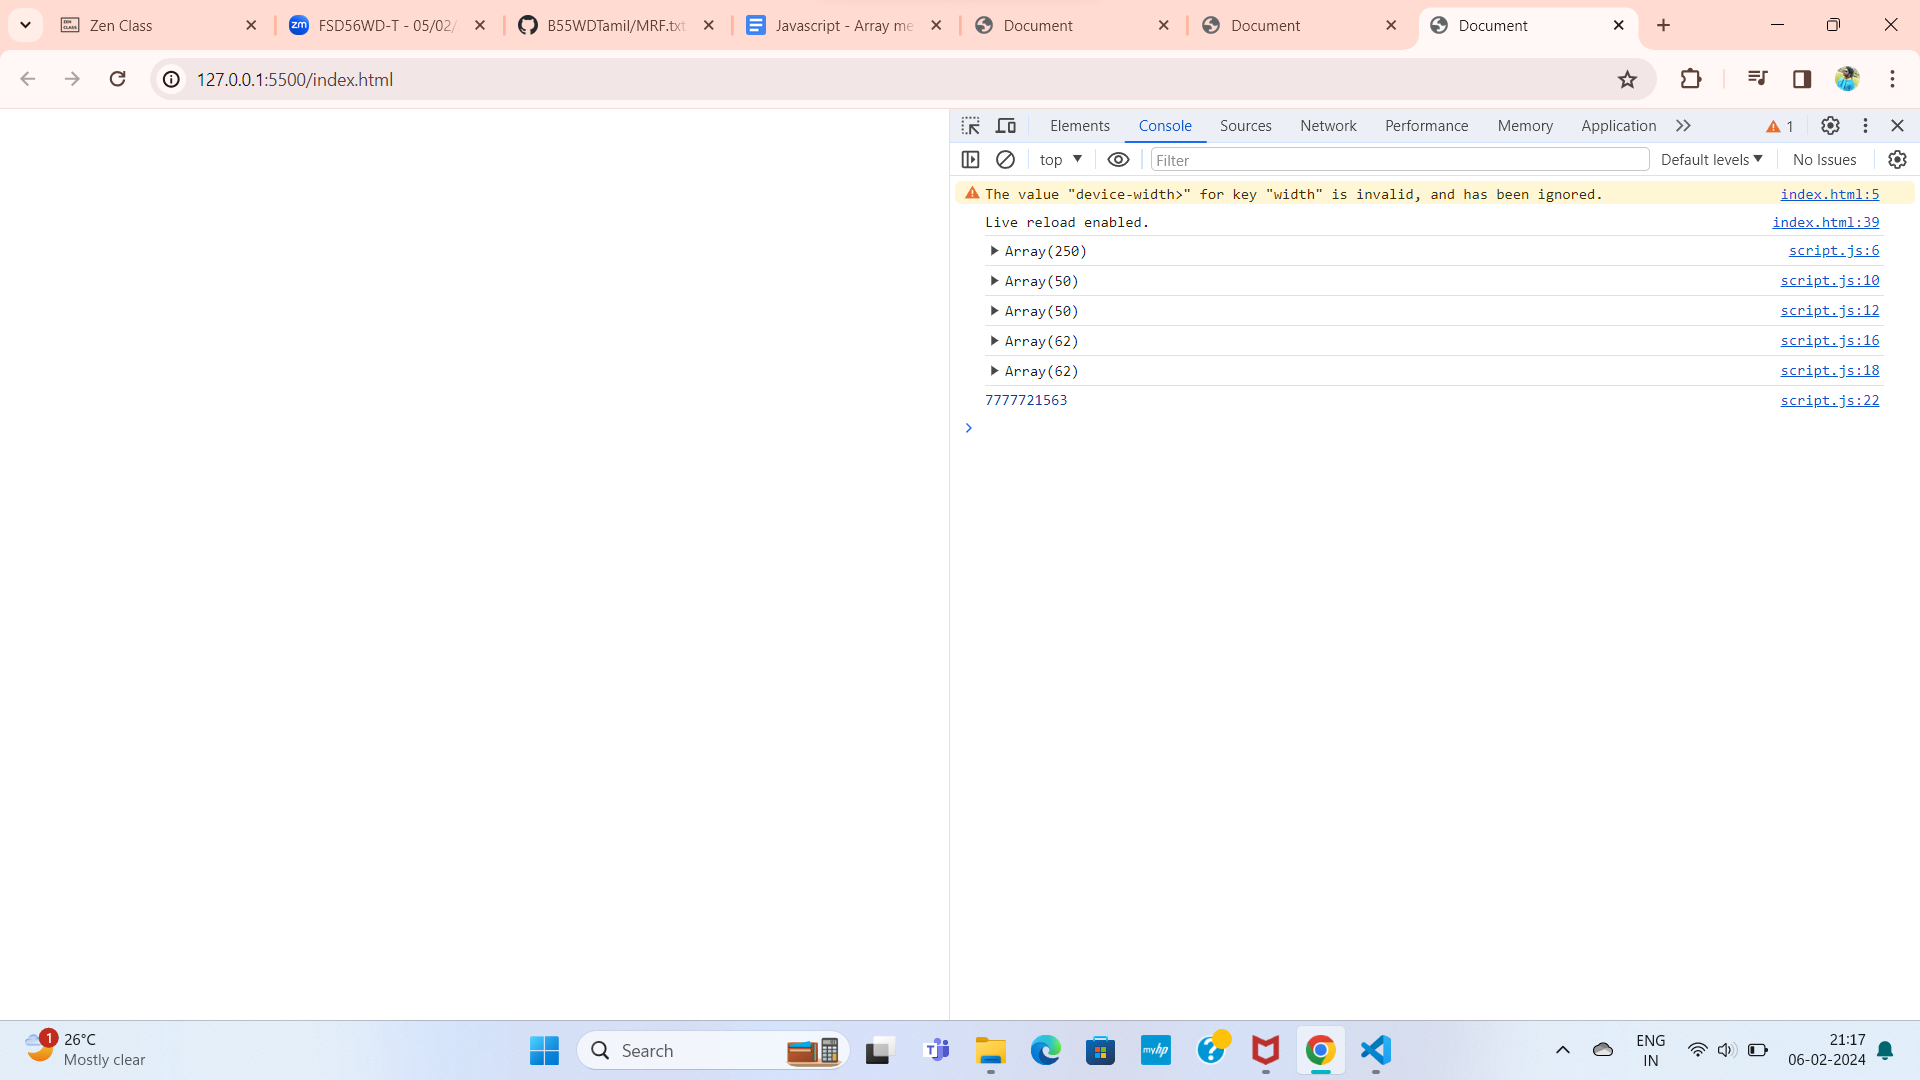 Zen Class
zm FSD56WD-T - 05/02/
B55WDTamil/MRF.txt
Javascript - Array me
Document
Document
Document
127.0.0.1:5500/index.html
Elements Console Sources Network Performance Memory Application 1
top Filter Default levels No Issues
The value "device-width>" for key "width" is invalid, and has been ignored. index.html:5
Live reload enabled. index.html:39
Array(250) script.js:6
Array(50) script.js:10
Array(50) script.js:12
Array(62) script.js:16
Array(62) script.js:18
7777721563 script.js:22
1 26°C
Mostly clear
Search
myhp
ENG
IN
21:17
06-02-2024